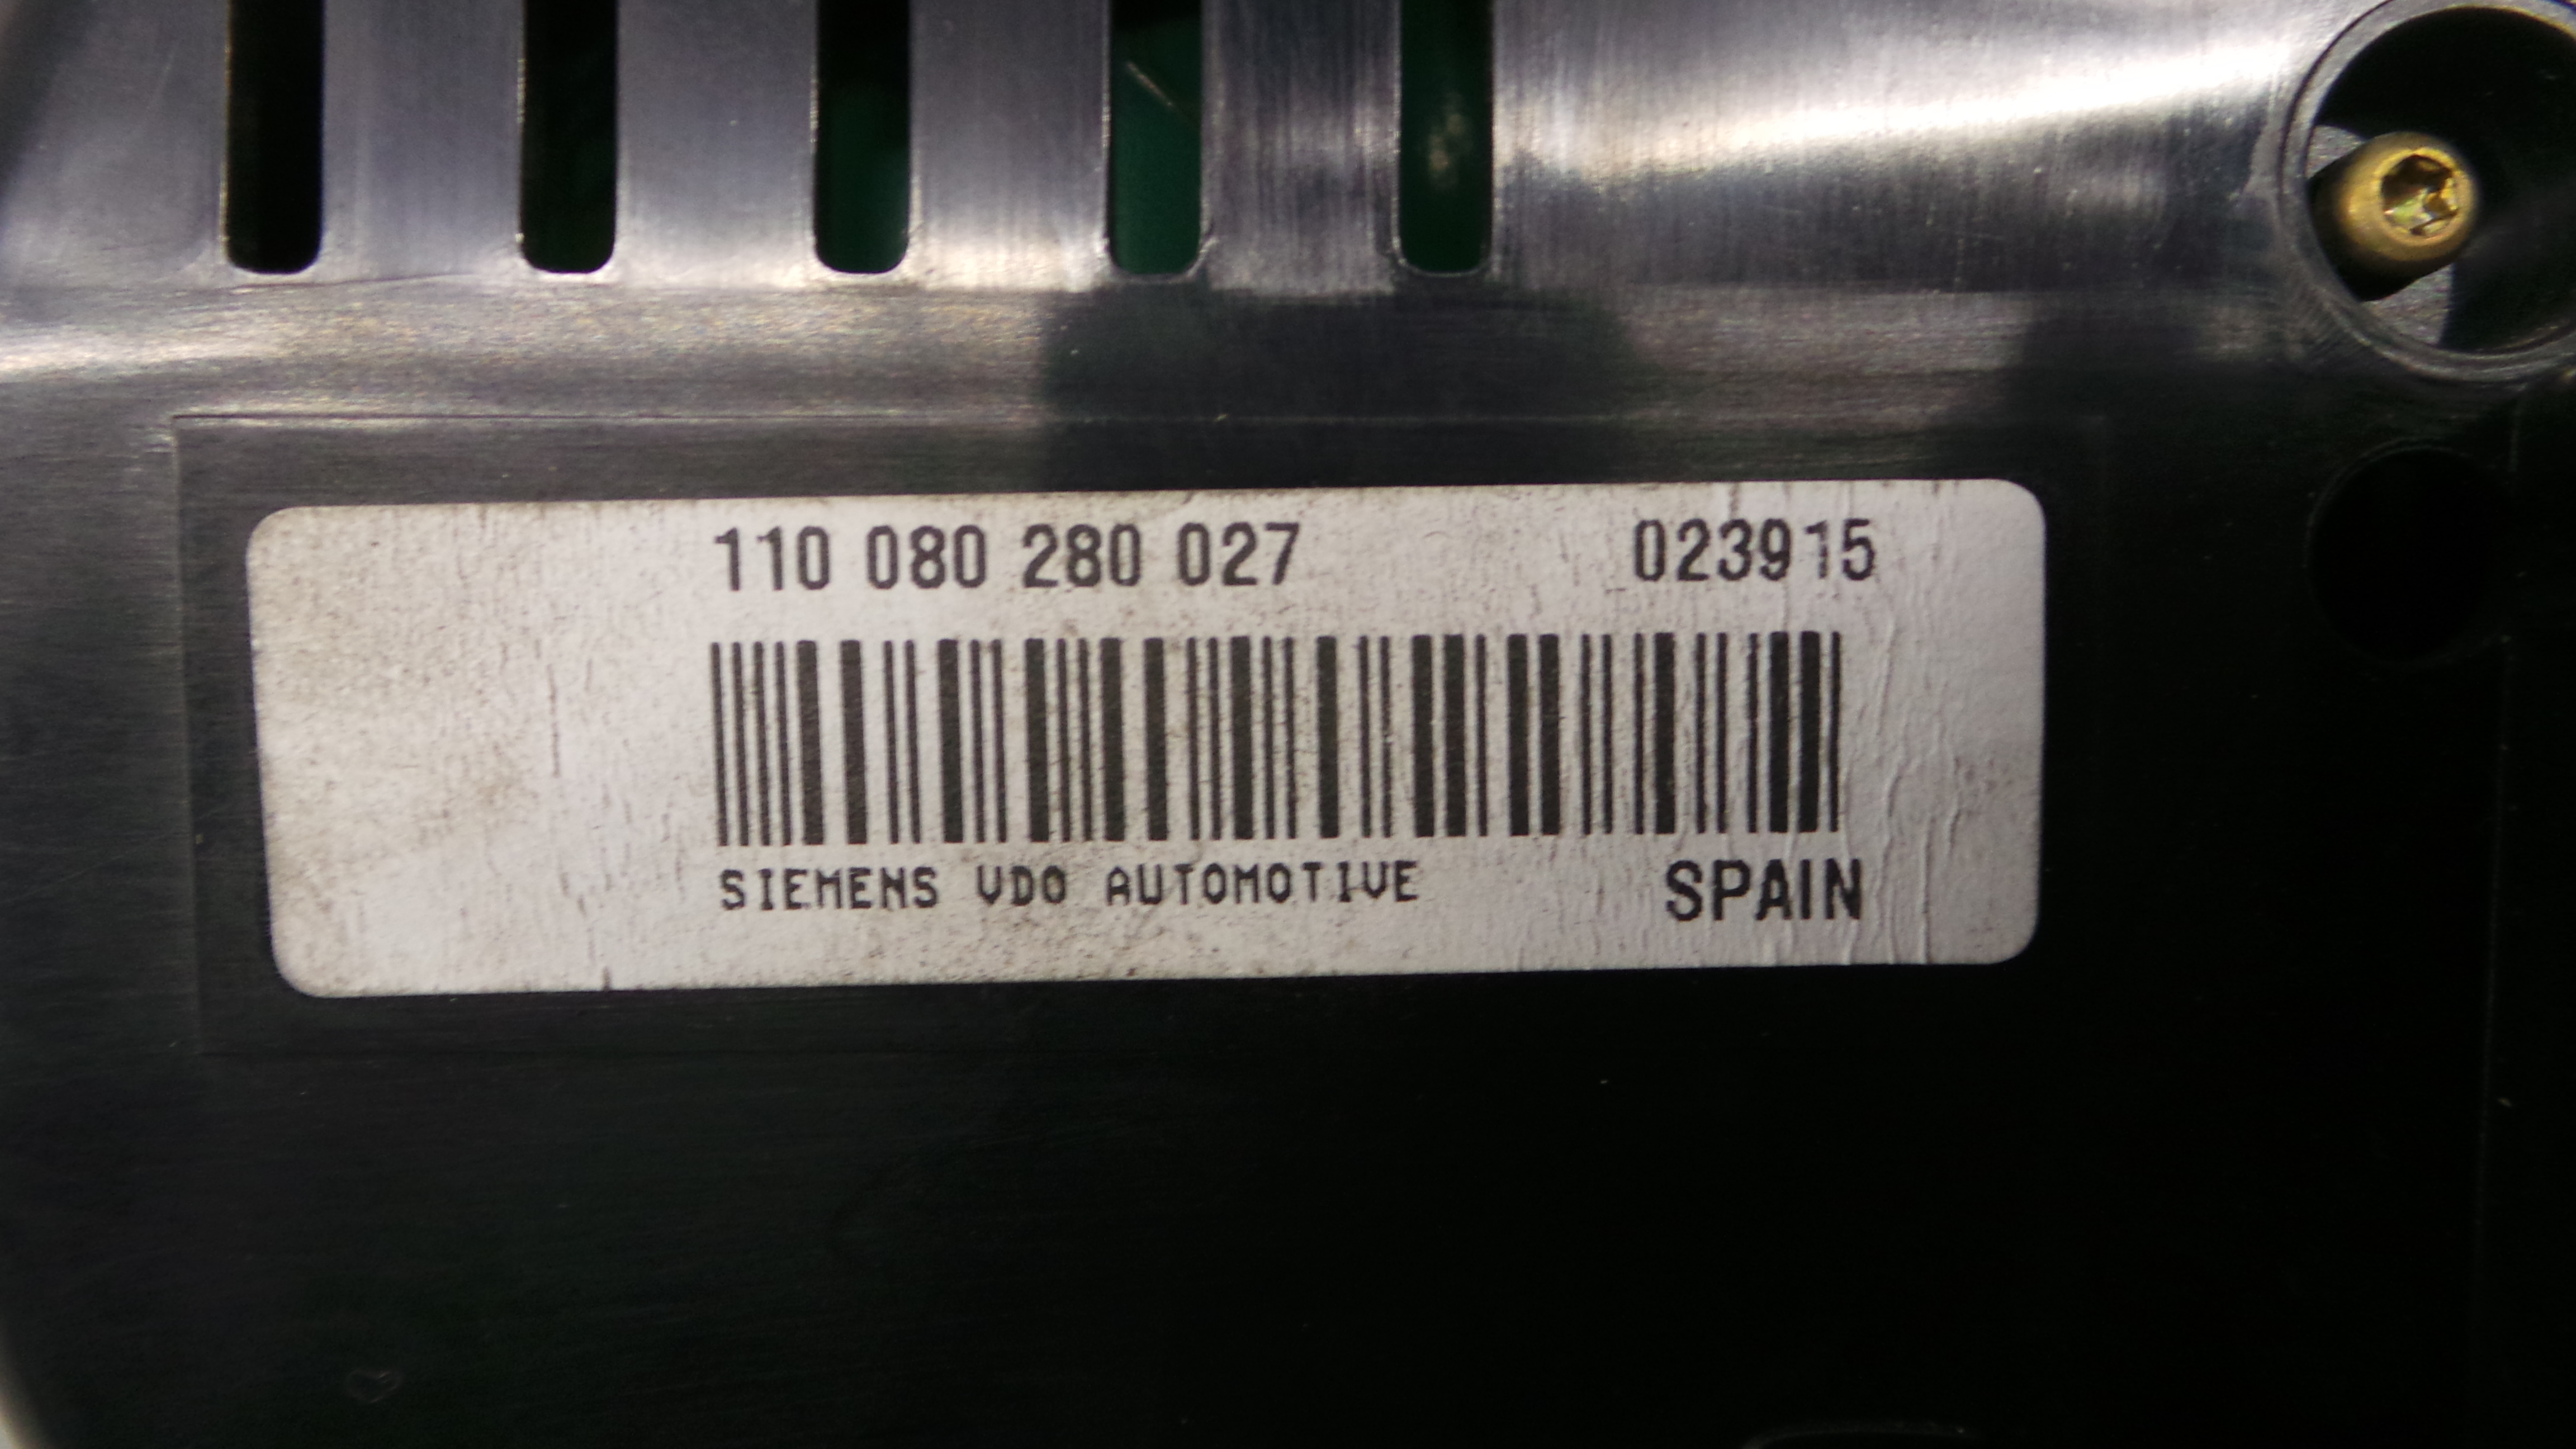 110 080 280 027 023915
SIEMENS VDO AUTOMOTIVE SPAIN